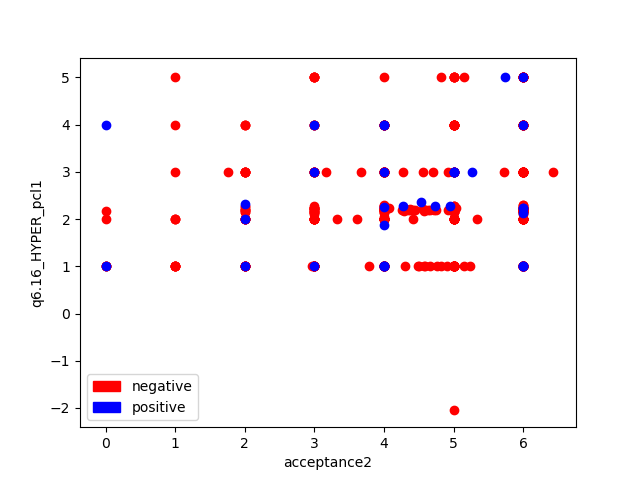 5
4
3
2
1
0
−1
−2
q6.16_HYPER_pcl1
negative
positive
0 1 2 3 4 5 6
acceptance2